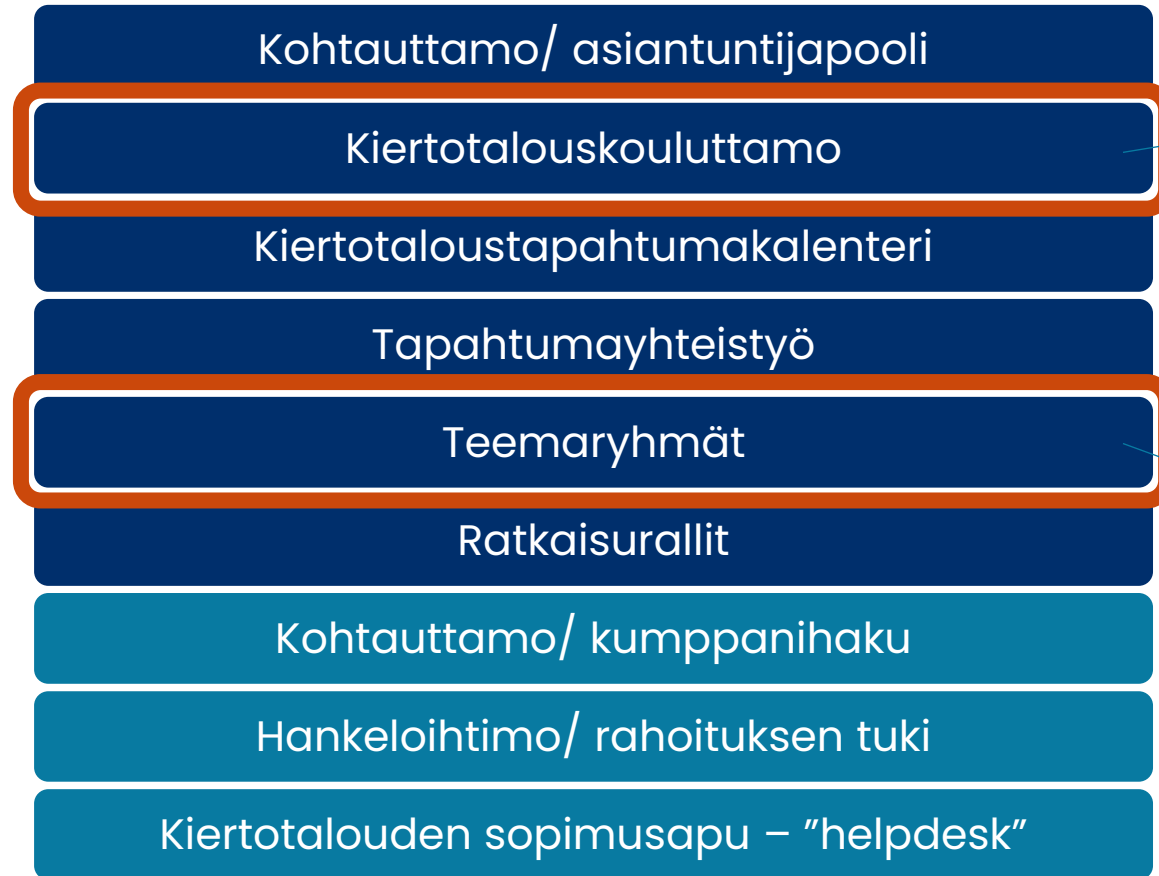 Kohtauttamo/ asiantuntijapooli
Kiertotalouskouluttamo
Kiertotaloustapahtumakalenteri
Tapahtumayhteistyö
Teemaryhmät
Ratkaisurallit
Kohtauttamo/ kumppanihaku
Hankeloihtimo/ rahoituksen tuki
Kiertotalouden sopimusapu – ”helpdesk”